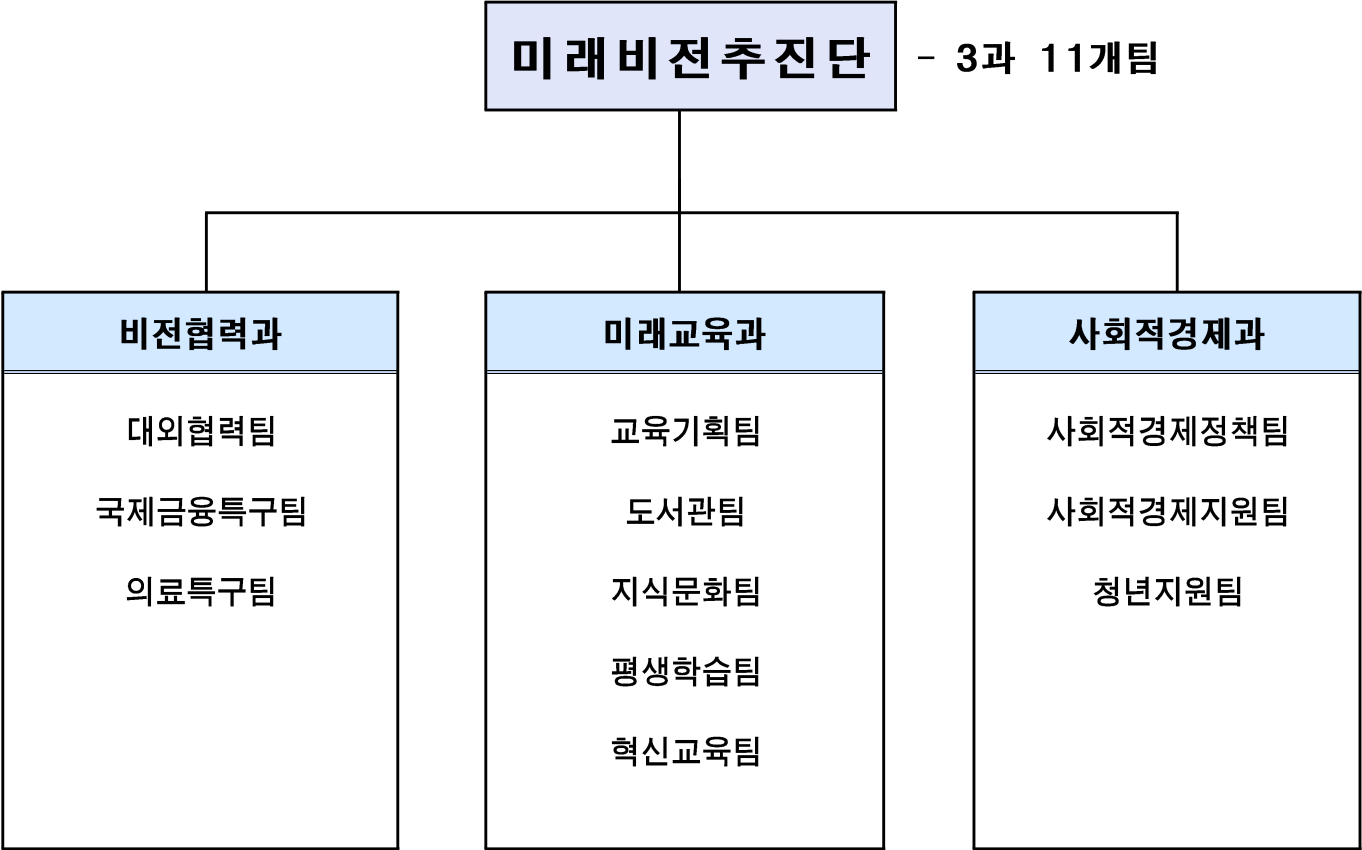 미래비전추진단 - 3과 11개팀
비전협력과
대외협력팀
국제금융특구팀
의료특구팀
미래교육과
교육기획팀
도서관팀
지식문화팀
평생학습팀
혁신교육팀
사회적경제과
사회적경제정책팀
사회적경제지원팀
청년지원팀